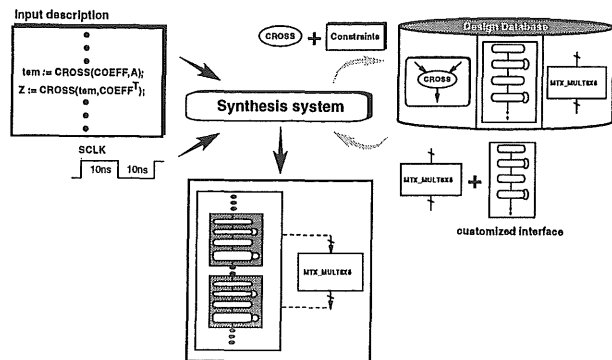 Input description
tem := CROSS(COEFF,A);
Z := CROSS(tem,COEFFᵀ);
SCLK
10ns 10ns
CROSS + Constraints
Synthesis system
Design Database
CROSS
MTX_MULT8X8
MTX_MULT8X8 +
customized interface
MTX_MULT8X8